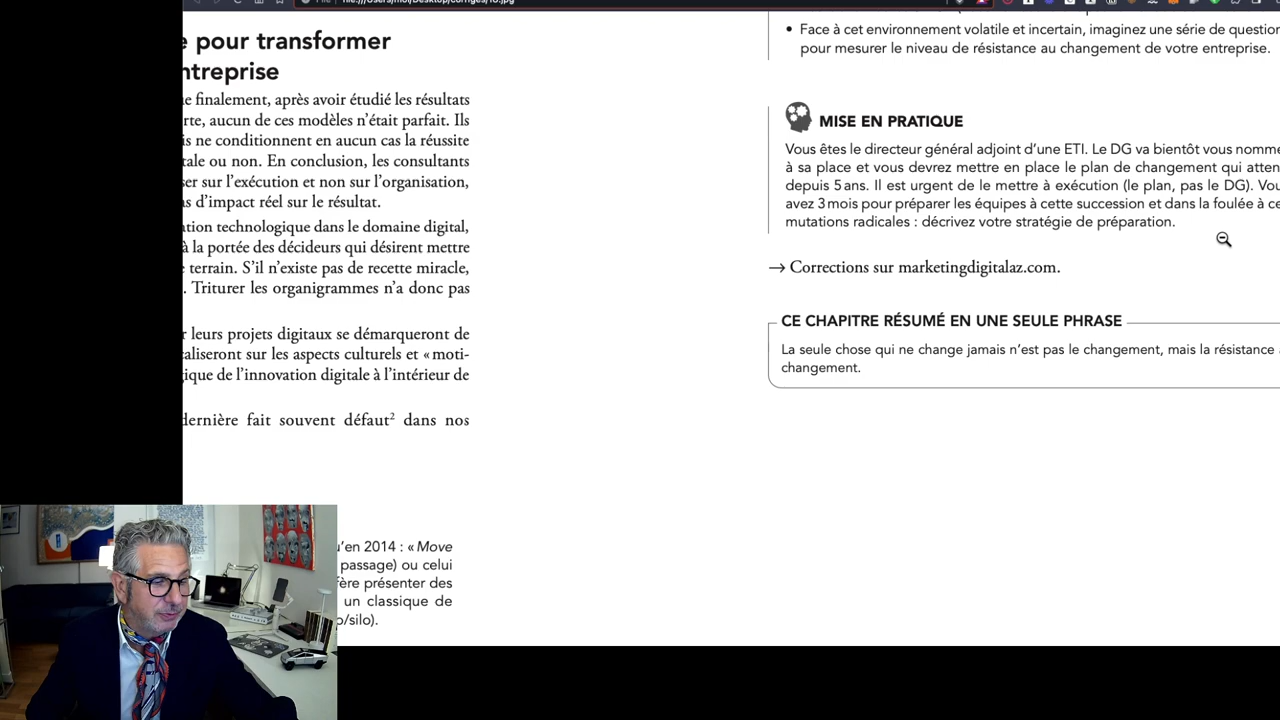 pour transformer
ntreprise
finalement, après avoir étudié les résultats
rte, aucun de ces modèles n'était parfait. Ils
is ne conditionnent en aucun cas la réussite
tale ou non. En conclusion, les consultants
ser sur l'exécution et non sur l'organisation,
as d'impact réel sur le résultat.
ation technologique dans le domaine digital,
à la portée des décideurs qui désirent mettre
terrain. S'il n'existe pas de recette miracle,
. Triturer les organigrammes n'a donc pas
r leurs projets digitaux se démarqueront de
caliseront sur les aspects culturels et « moti-
gique de l'innovation digitale à l'intérieur de
dernière fait souvent défaut² dans nos
u'en 2014 : « Move
passage) ou celui
fère présenter des
un classique de
o/silo).
• Face à cet environnement volatile et incertain, imaginez une série de question
pour mesurer le niveau de résistance au changement de votre entreprise.
MISE EN PRATIQUE
Vous êtes le directeur général adjoint d'une ETI. Le DG va bientôt vous nomme
à sa place et vous devrez mettre en place le plan de changement qui atten
depuis 5 ans. Il est urgent de le mettre à exécution (le plan, pas le DG). Vou
avez 3 mois pour préparer les équipes à cette succession et dans la foulée à ce
mutations radicales : décrivez votre stratégie de préparation.
→ Corrections sur marketingdigitalaz.com.
CE CHAPITRE RÉSUMÉ EN UNE SEULE PHRASE
La seule chose qui ne change jamais n'est pas le changement, mais la résistance a
changement.